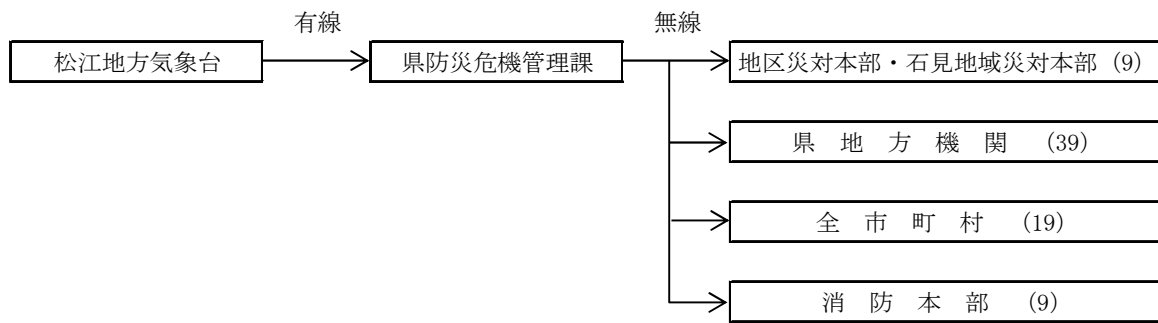 有線
無線
松江地方気象台
県防災危機管理課
地区災対本部・石見地域災対本部 (9)
県 地 方 機 関 (39)
全 市 町 村 (19)
消 防 本 部 (9)